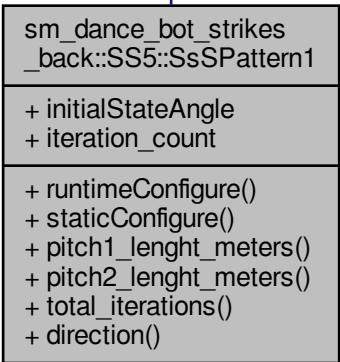 sm_dance_bot_strikes
_back::SS5::SsSPattern1
+ initialStateAngle
+ iteration_count
+ runtimeConfigure()
+ staticConfigure()
+ pitch1_lenght_meters()
+ pitch2_lenght_meters()
+ total_iterations()
+ direction()